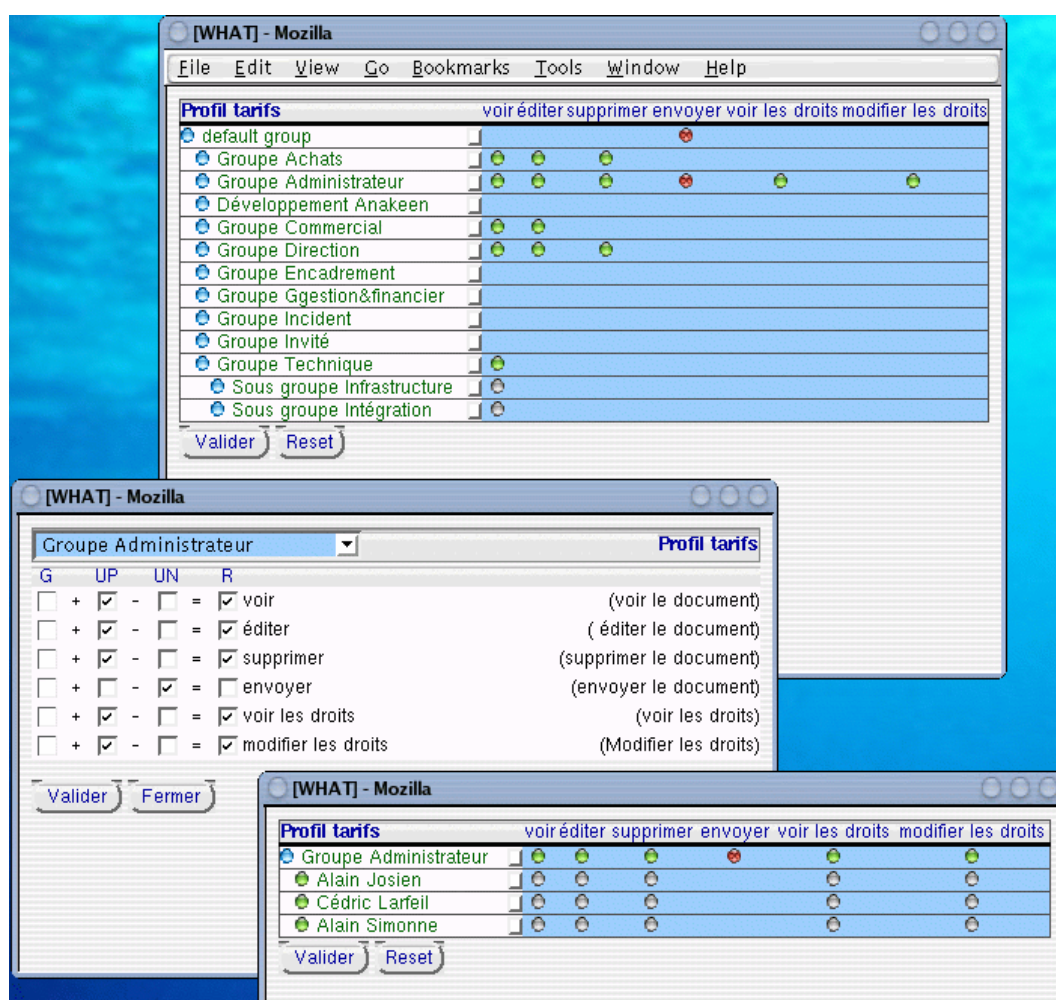 [WHAT] - Mozilla
File Edit View Go Bookmarks Tools Window Help
Profil tarifs voir éditer supprimer envoyer voir les droits modifier les droits
default group
Groupe Achats
Groupe Administrateur
Développement Anakeen
Groupe Commercial
Groupe Direction
Groupe Encadrement
Groupe Ggestion&financier
Groupe Incident
Groupe Invité
Groupe Technique
Sous groupe Infrastructure
Sous groupe Intégration
Valider Reset
[WHAT] - Mozilla
Groupe Administrateur Profil tarifs
G UP UN R
+ - = voir (voir le document)
+ - = éditer ( éditer le document)
+ - = supprimer (supprimer le document)
+ - = envoyer (envoyer le document)
+ - = voir les droits (voir les droits)
+ - = modifier les droits (Modifier les droits)
Valider Fermer
[WHAT] - Mozilla
Profil tarifs voir éditer supprimer envoyer voir les droits modifier les droits
Groupe Administrateur
Alain Josien
Cédric Larfeil
Alain Simonne
Valider Reset